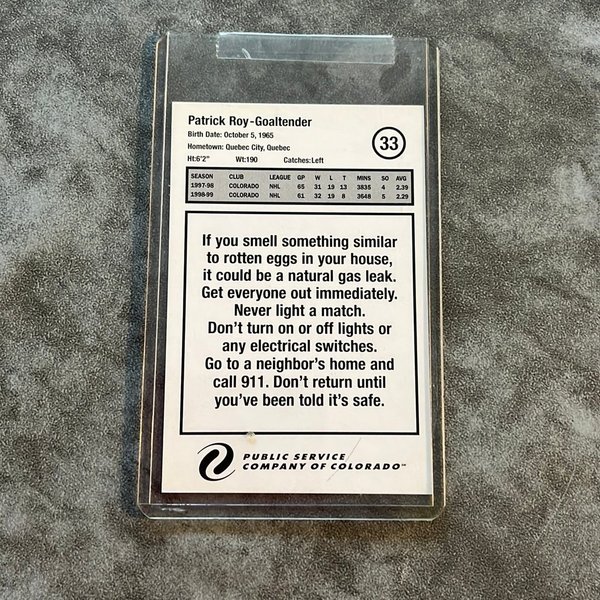 Patrick Roy-Goaltender
Birth Date: October 5, 1965
Hometown: Quebec City, Quebec
33
Ht:6'2" Wt:190 Catches:Left
SEASON CLUB LEAGUE GP W L T MINS SO AVG
1997-98 COLORADO NHL 65 31 19 13 3835 4 2.39
1998-99 COLORADO NHL 61 32 19 8 3648 5 2.29
If you smell something similar
to rotten eggs in your house,
it could be a natural gas leak.
Get everyone out immediately.
Never light a match.
Don't turn on or off lights or
any electrical switches.
Go to a neighbor's home and
call 911. Don't return until
you've been told it's safe.
PUBLIC SERVICE
COMPANY OF COLORADO™